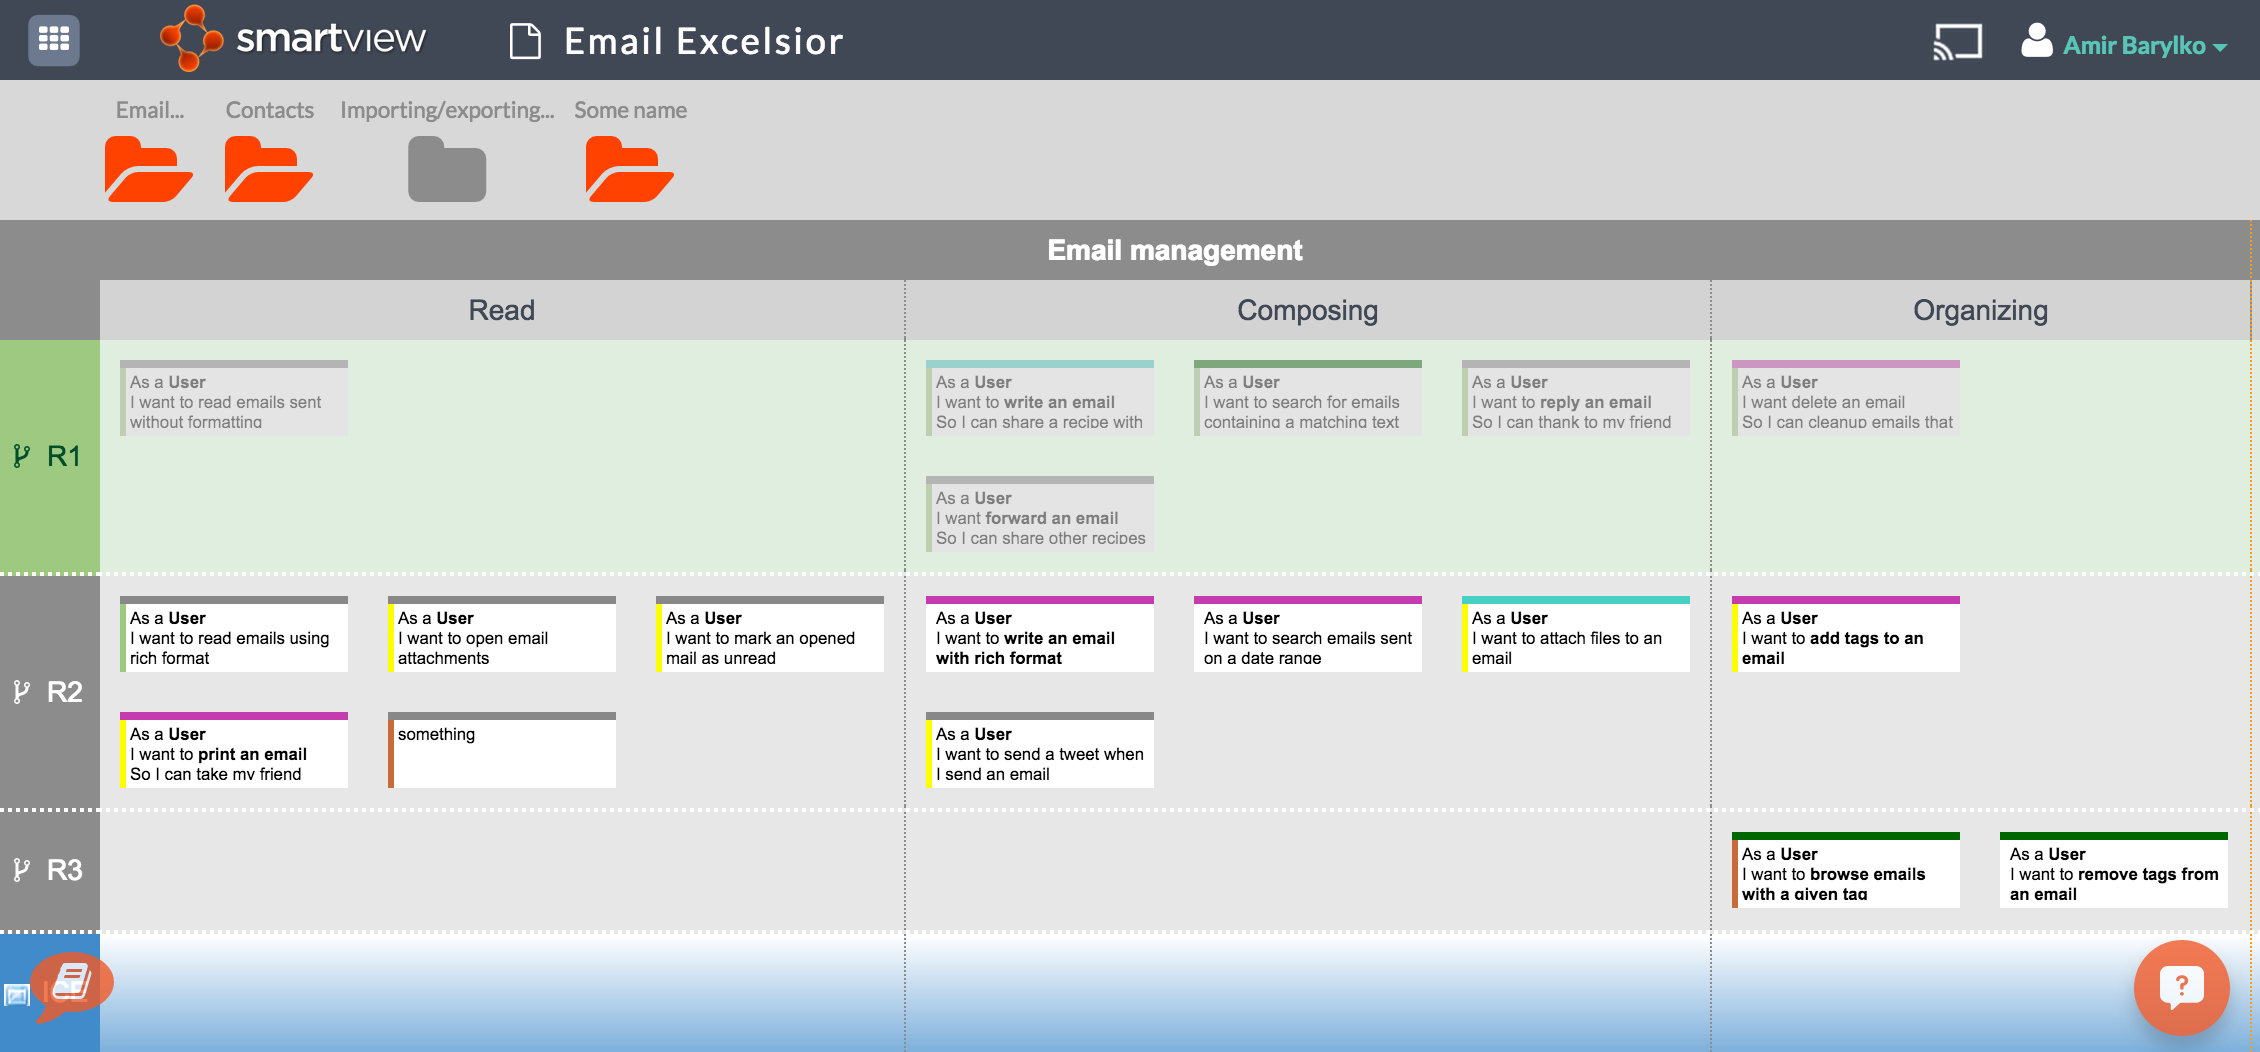 smartview
Email Excelsior
Amir Barylko
Email...
Contacts
Importing/exporting...
Some name
Email management
Read
Composing
Organizing
R1
As a User
I want to read emails sent
without formatting
As a User
I want to write an email
So I can share a recipe with
As a User
I want to search for emails
containing a matching text
As a User
I want to reply an email
So I can thank to my friend
As a User
I want delete an email
So I can cleanup emails that
As a User
I want forward an email
So I can share other recipes
R2
As a User
I want to read emails using
rich format
As a User
I want to open email
attachments
As a User
I want to mark an opened
mail as unread
As a User
I want to write an email
with rich format
As a User
I want to search emails sent
on a date range
As a User
I want to attach files to an
email
As a User
I want to add tags to an
email
As a User
I want to print an email
So I can take my friend
something
As a User
I want to send a tweet when
I send an email
R3
As a User
I want to browse emails
with a given tag
As a User
I want to remove tags from
an email
ICE
?